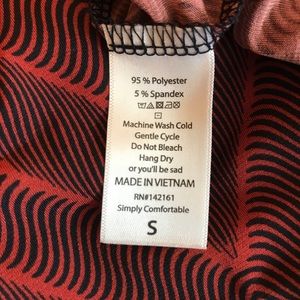 95 % Polyester
5 % Spandex
Machine Wash Cold
Gentle Cycle
Do Not Bleach
Hang Dry
or you'll be sad
MADE IN VIETNAM
RN#142161
Simply Comfortable
S